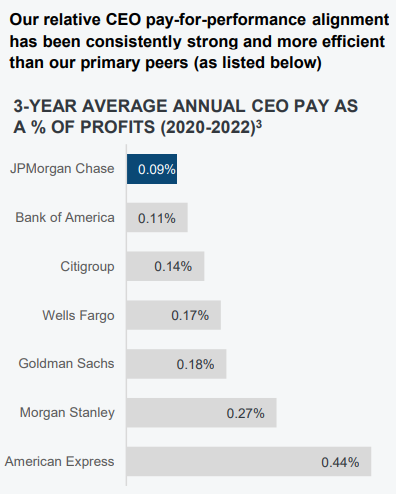 Our relative CEO pay-for-performance alignment
has been consistently strong and more efficient
than our primary peers (as listed below)
3-YEAR AVERAGE ANNUAL CEO PAY AS
A % OF PROFITS (2020-2022)³
JPMorgan Chase 0.09%
Bank of America 0.11%
Citigroup 0.14%
Wells Fargo 0.17%
Goldman Sachs 0.18%
Morgan Stanley 0.27%
American Express 0.44%